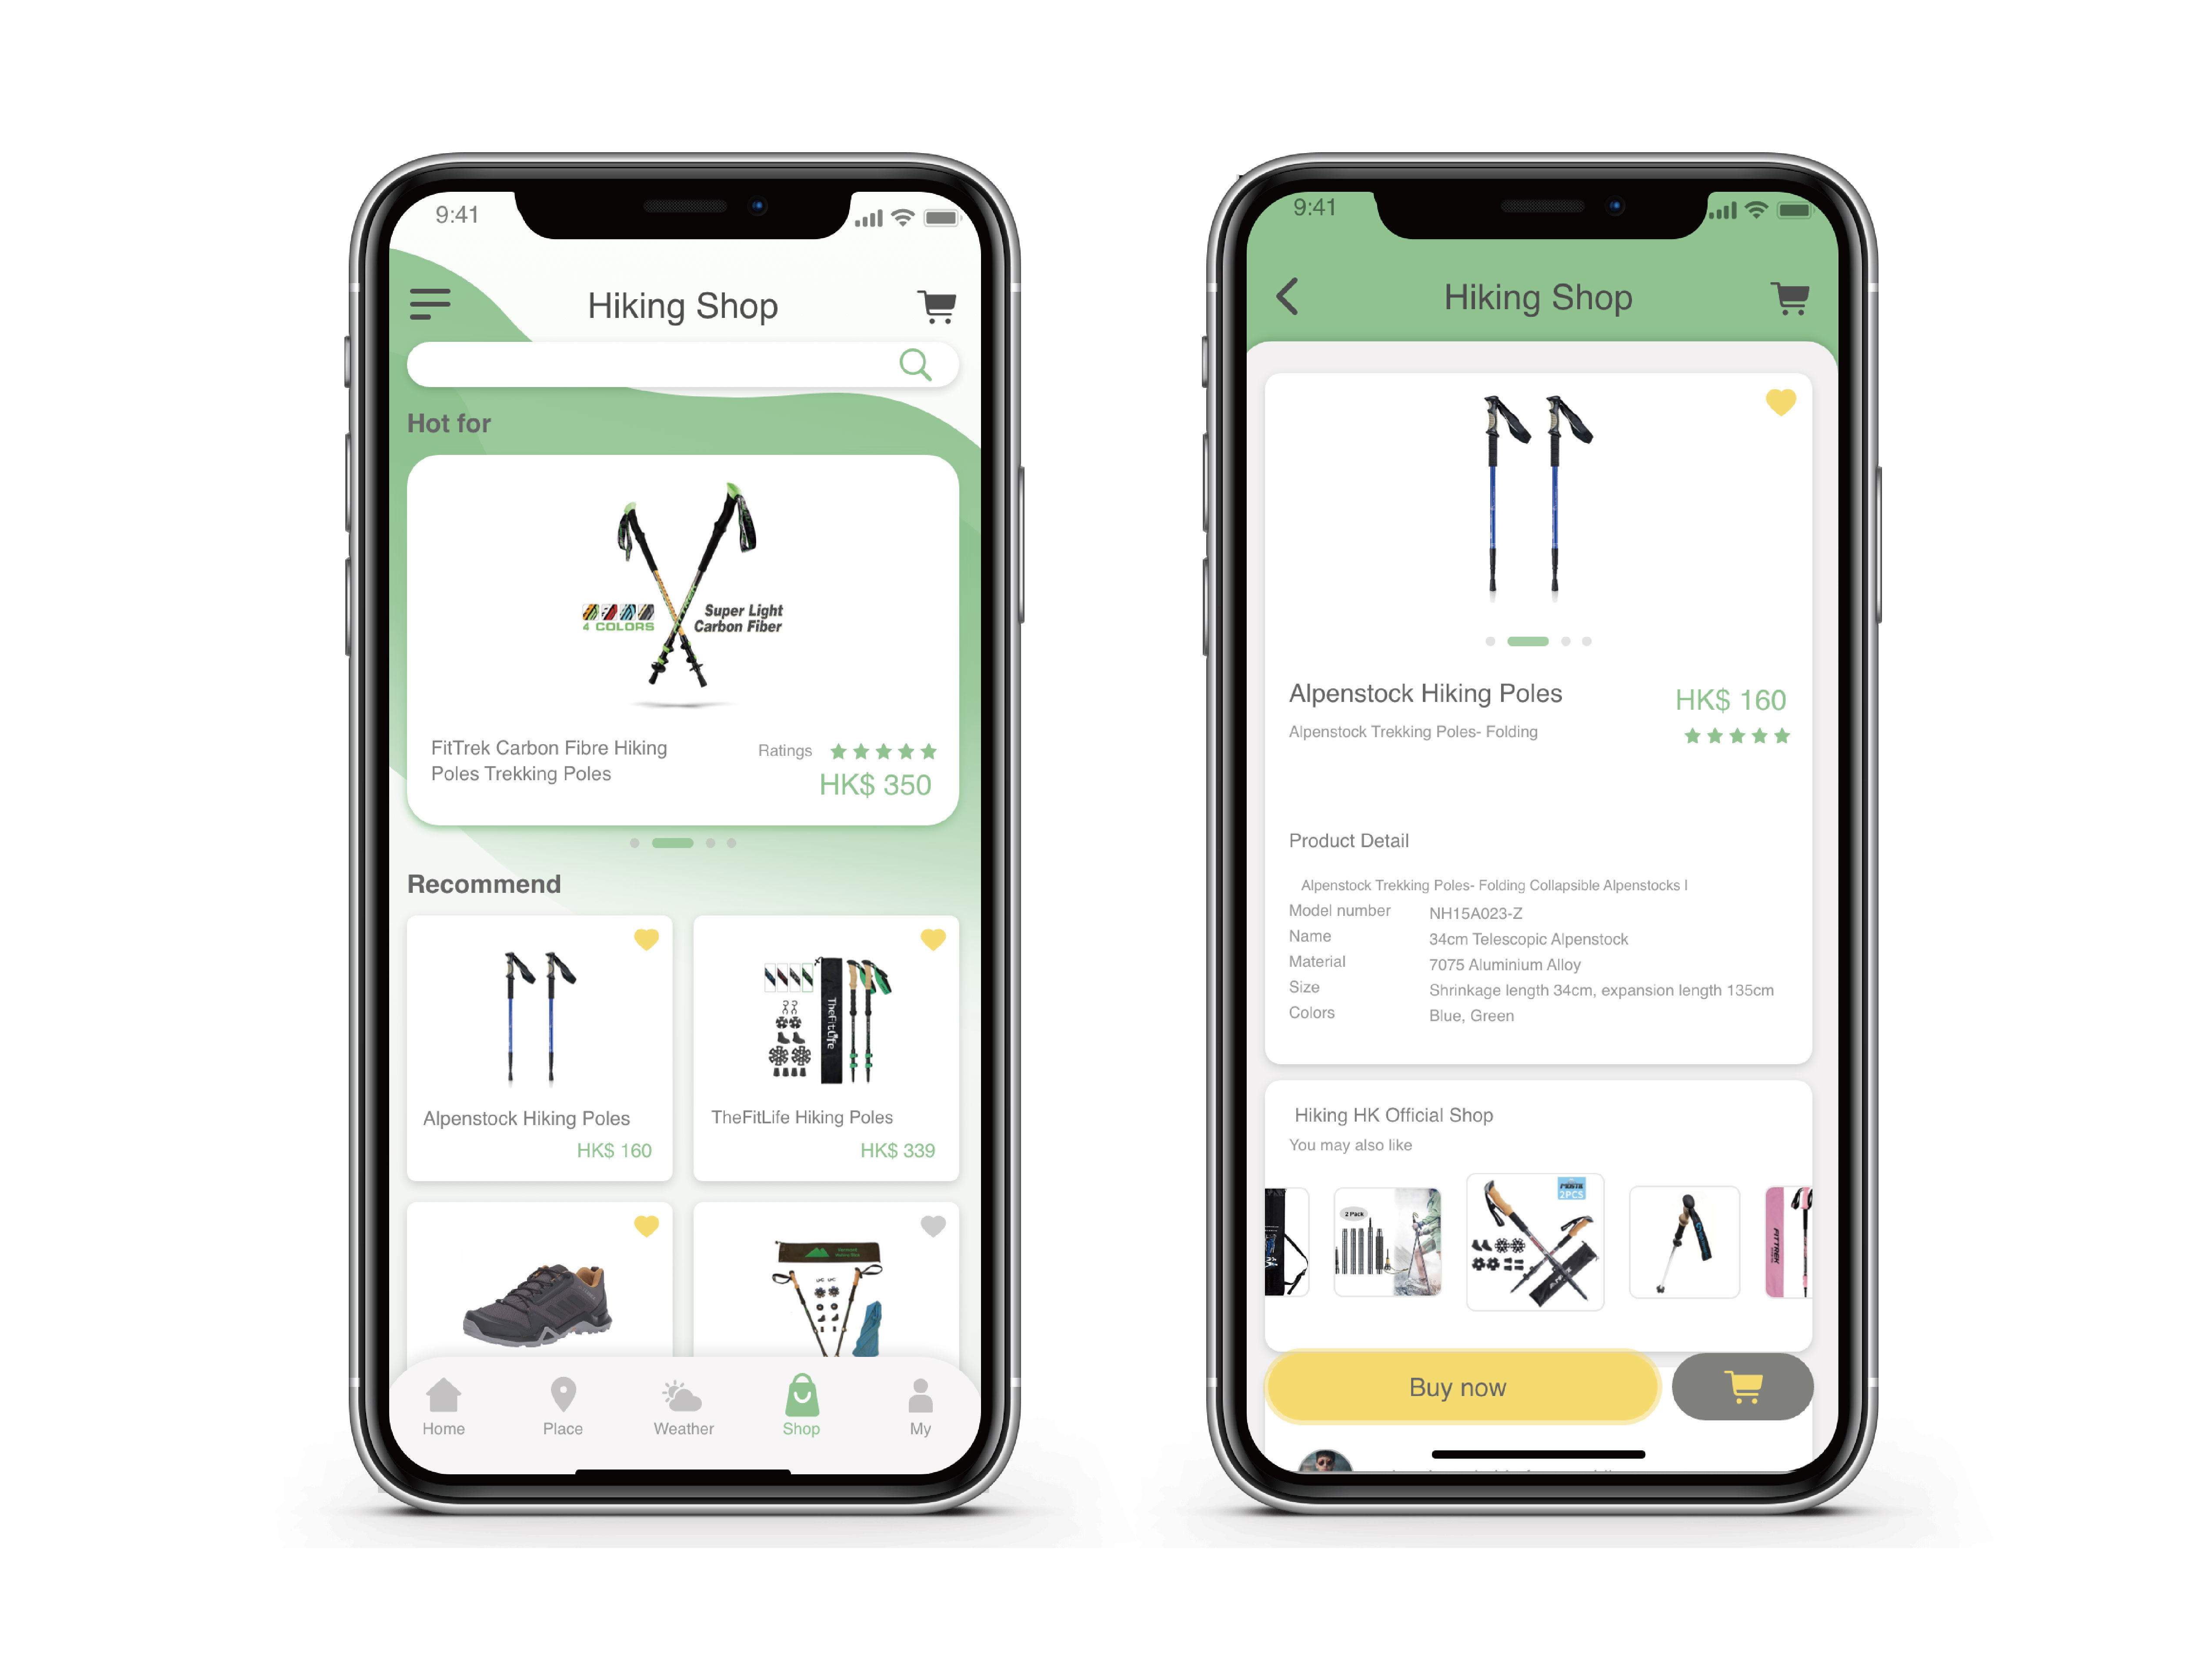 9:41
Hiking Shop
Hot for
4 COLORS
Super Light
Carbon Fiber
FitTrek Carbon Fibre Hiking
Poles Trekking Poles
Ratings
HK$ 350
Recommend
TheFitLife
Alpenstock Hiking Poles
HK$ 160
TheFitLife Hiking Poles
HK$ 339
Home
Place
Weather
Shop
My
9:41
Hiking Shop
Alpenstock Hiking Poles
HK$ 160
Alpenstock Trekking Poles- Folding
Product Detail
Alpenstock Trekking Poles- Folding Collapsible Alpenstocks I
Model number NH15A023-Z
Name 34cm Telescopic Alpenstock
Material 7075 Aluminium Alloy
Size Shrinkage length 34cm, expansion length 135cm
Colors Blue, Green
Hiking HK Official Shop
You may also like
2 Pack
2PCS
FITTREK
Buy now